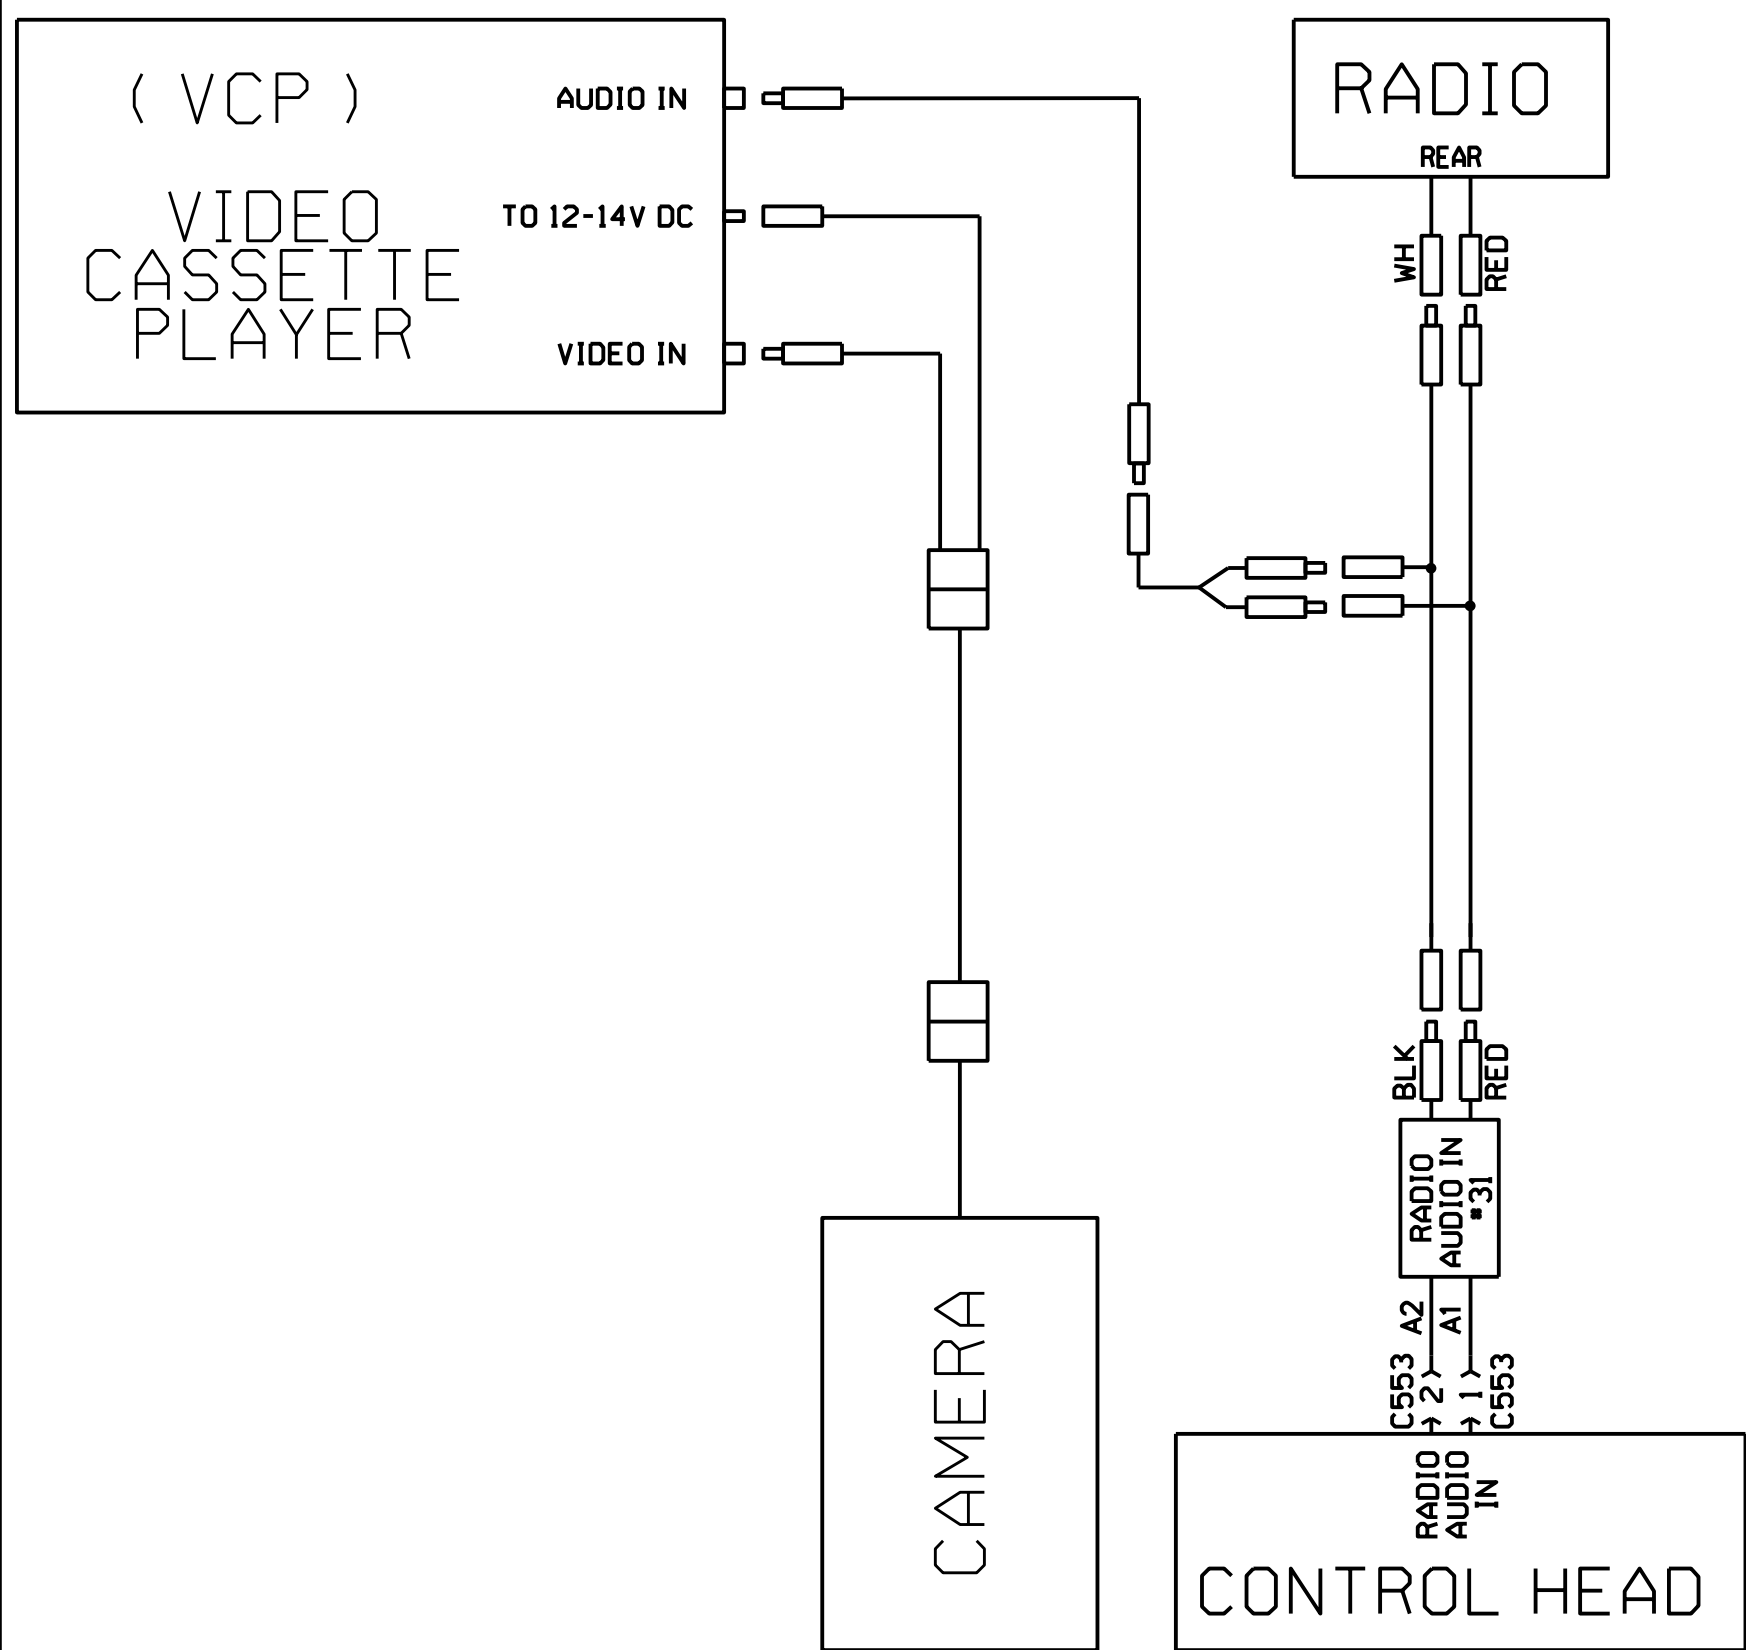 ( VCP )
VIDEO
CASSETTE
PLAYER
AUDIO IN
TO 12-14V DC
VIDEO IN
RADIO
REAR
WH
RED
BLK
RED
RADIO
AUDIO IN
#31
A2
A1
C553
2
1
C553
RADIO
AUDIO
IN
CONTROL HEAD
CAMERA